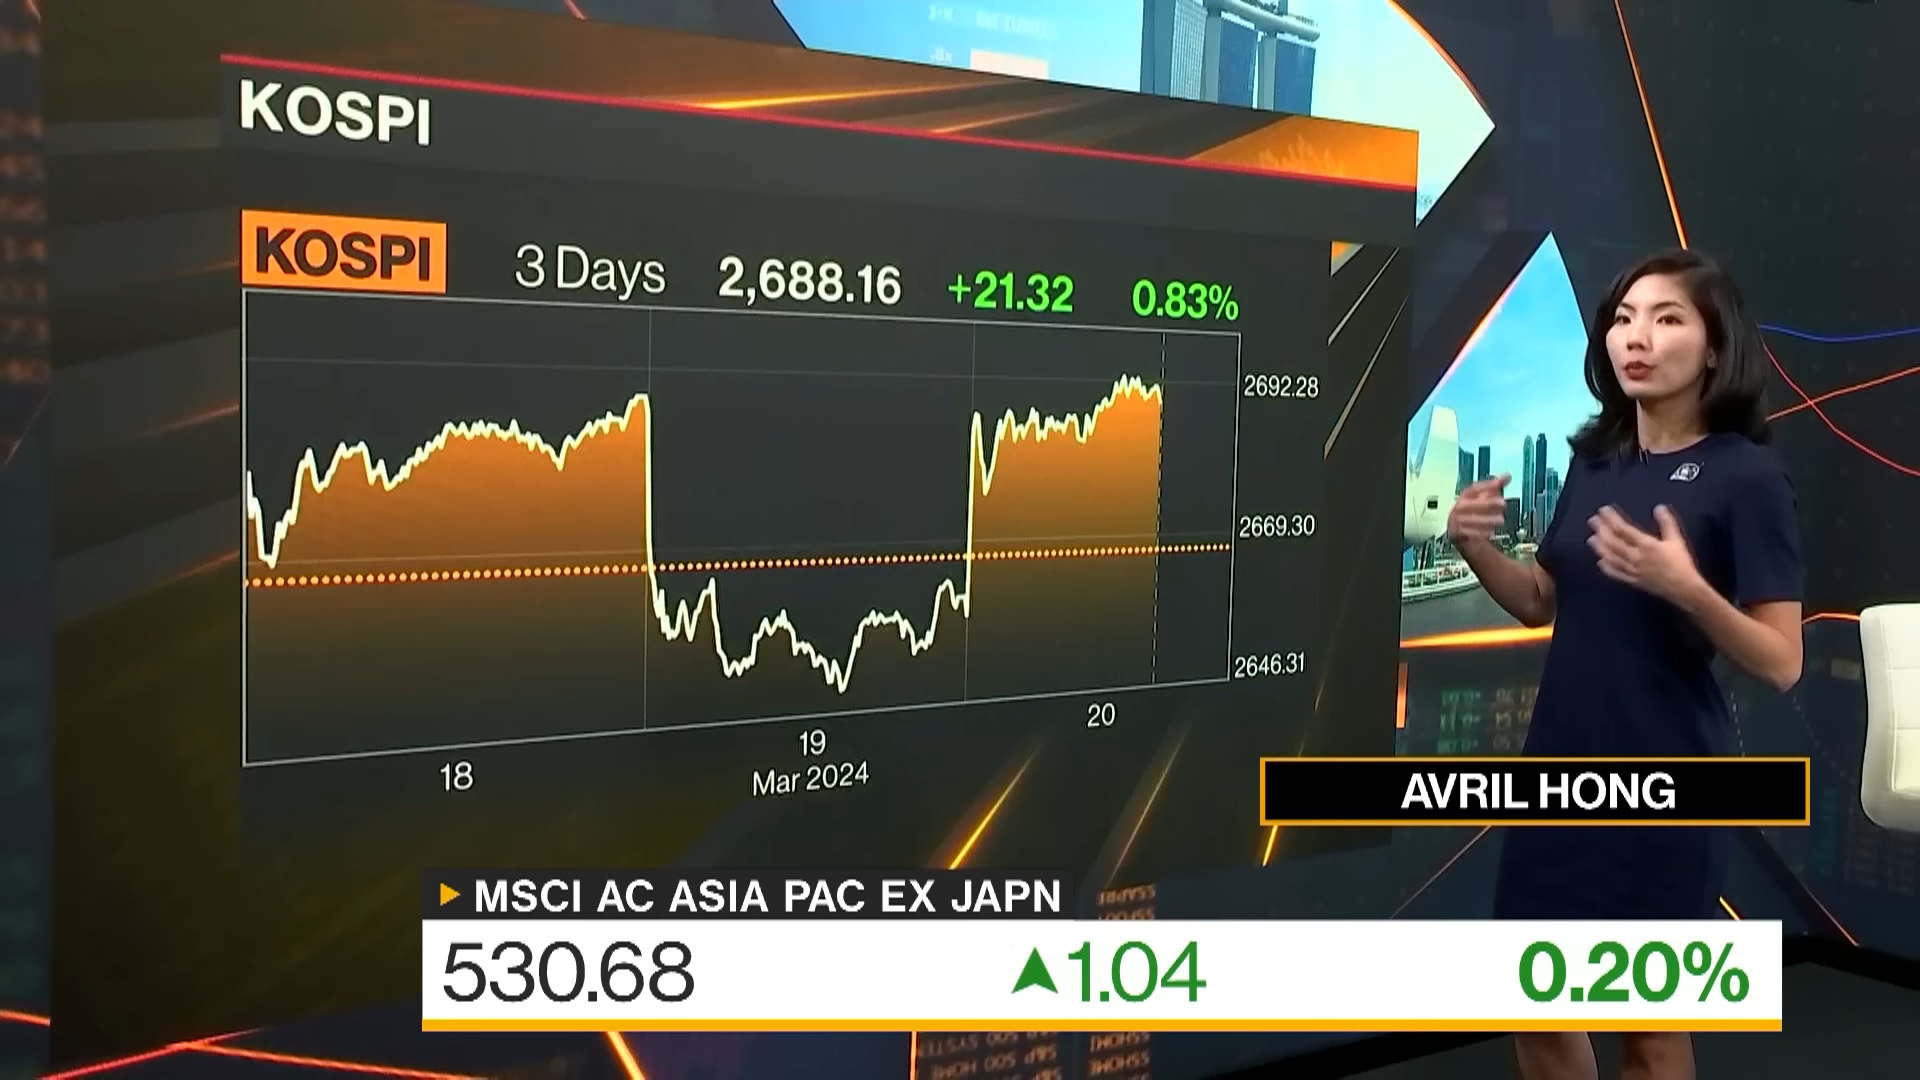 KOSPI
KOSPI 3 Days 2,688.16 +21.32 0.83%
2692.28
2669.30
2646.31
18 19 20
Mar 2024
AVRIL HONG
MSCI AC ASIA PAC EX JAPN
530.68 ▲1.04 0.20%